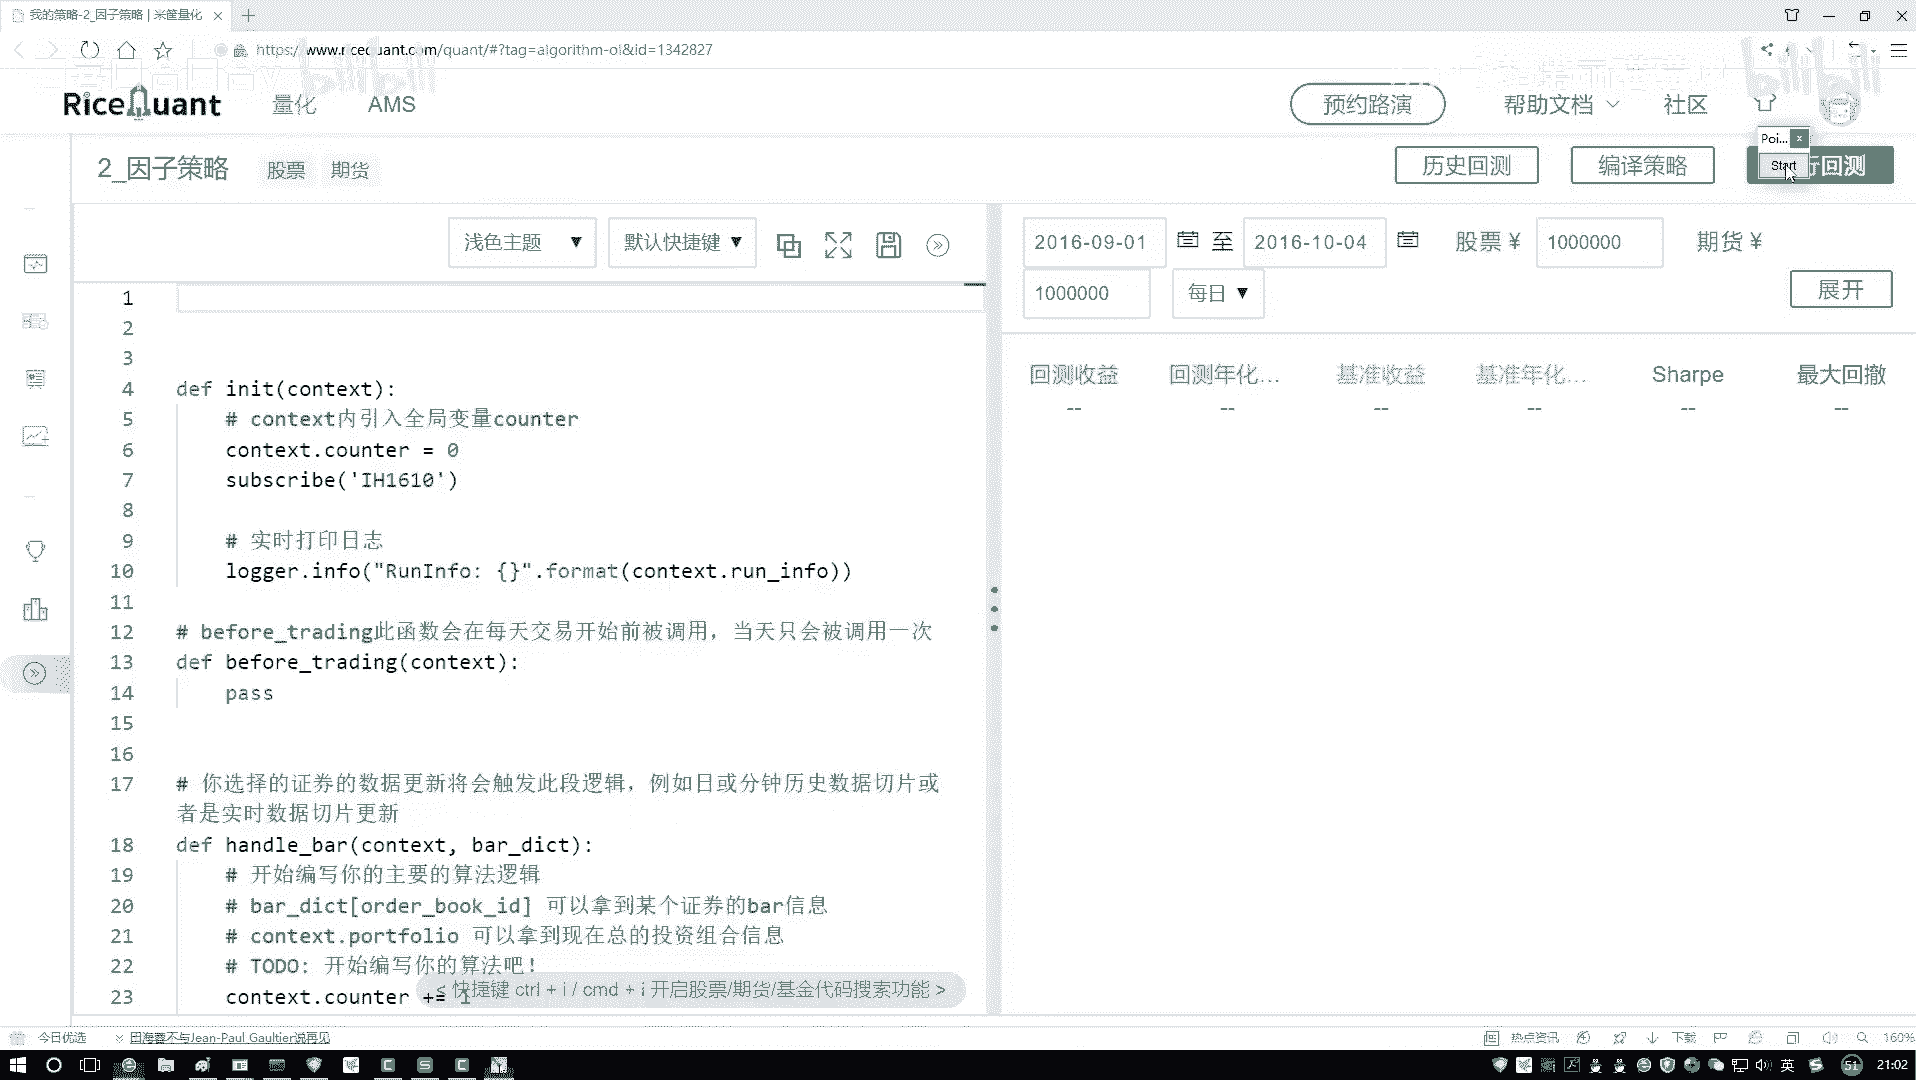 我的策略-2_因子策略 | 米筐量化
https://www.ricequant.com/quant/#?tag=algorithm-ol&id=1342827
bilibili
bilibili
RiceQuant 量化 AMS 预约路演 帮助文档 社区
Poi...
Start
2_因子策略 股票 期货 历史回测 编译策略 行回测
浅色主题 默认快捷键
2016-09-01 至 2016-10-04 股票 ¥ 1000000 期货 ¥
1000000 每日 展开
回测收益 回测年化... 基准收益 基准年化... Sharpe 最大回撤
-- -- -- -- -- --
1
2
3
4 def init(context):
5 # context内引入全局变量counter
6 context.counter = 0
7 subscribe('IH1610')
8
9 # 实时打印日志
10 logger.info("RunInfo: {}".format(context.run_info))
11
12 # before_trading此函数会在每天交易开始前被调用，当天只会被调用一次
13 def before_trading(context):
14 pass
15
16
17 # 你选择的证券的数据更新将会触发此段逻辑，例如日或分钟历史数据切片或
者是实时数据切片更新
18 def handle_bar(context, bar_dict):
19 # 开始编写你的主要的算法逻辑
20 # bar_dict[order_book_id] 可以拿到某个证券的bar信息
21 # context.portfolio 可以拿到现在总的投资组合信息
22 # TODO: 开始编写你的算法吧！
23 context.counter += 1
< 快捷键 ctrl + i / cmd + i 开启股票/期货/基金代码搜索功能 >
今日优选 田海蓉不与Jean-Paul Gaultier说再见 热点资讯 下载 160%
英 51 21:02